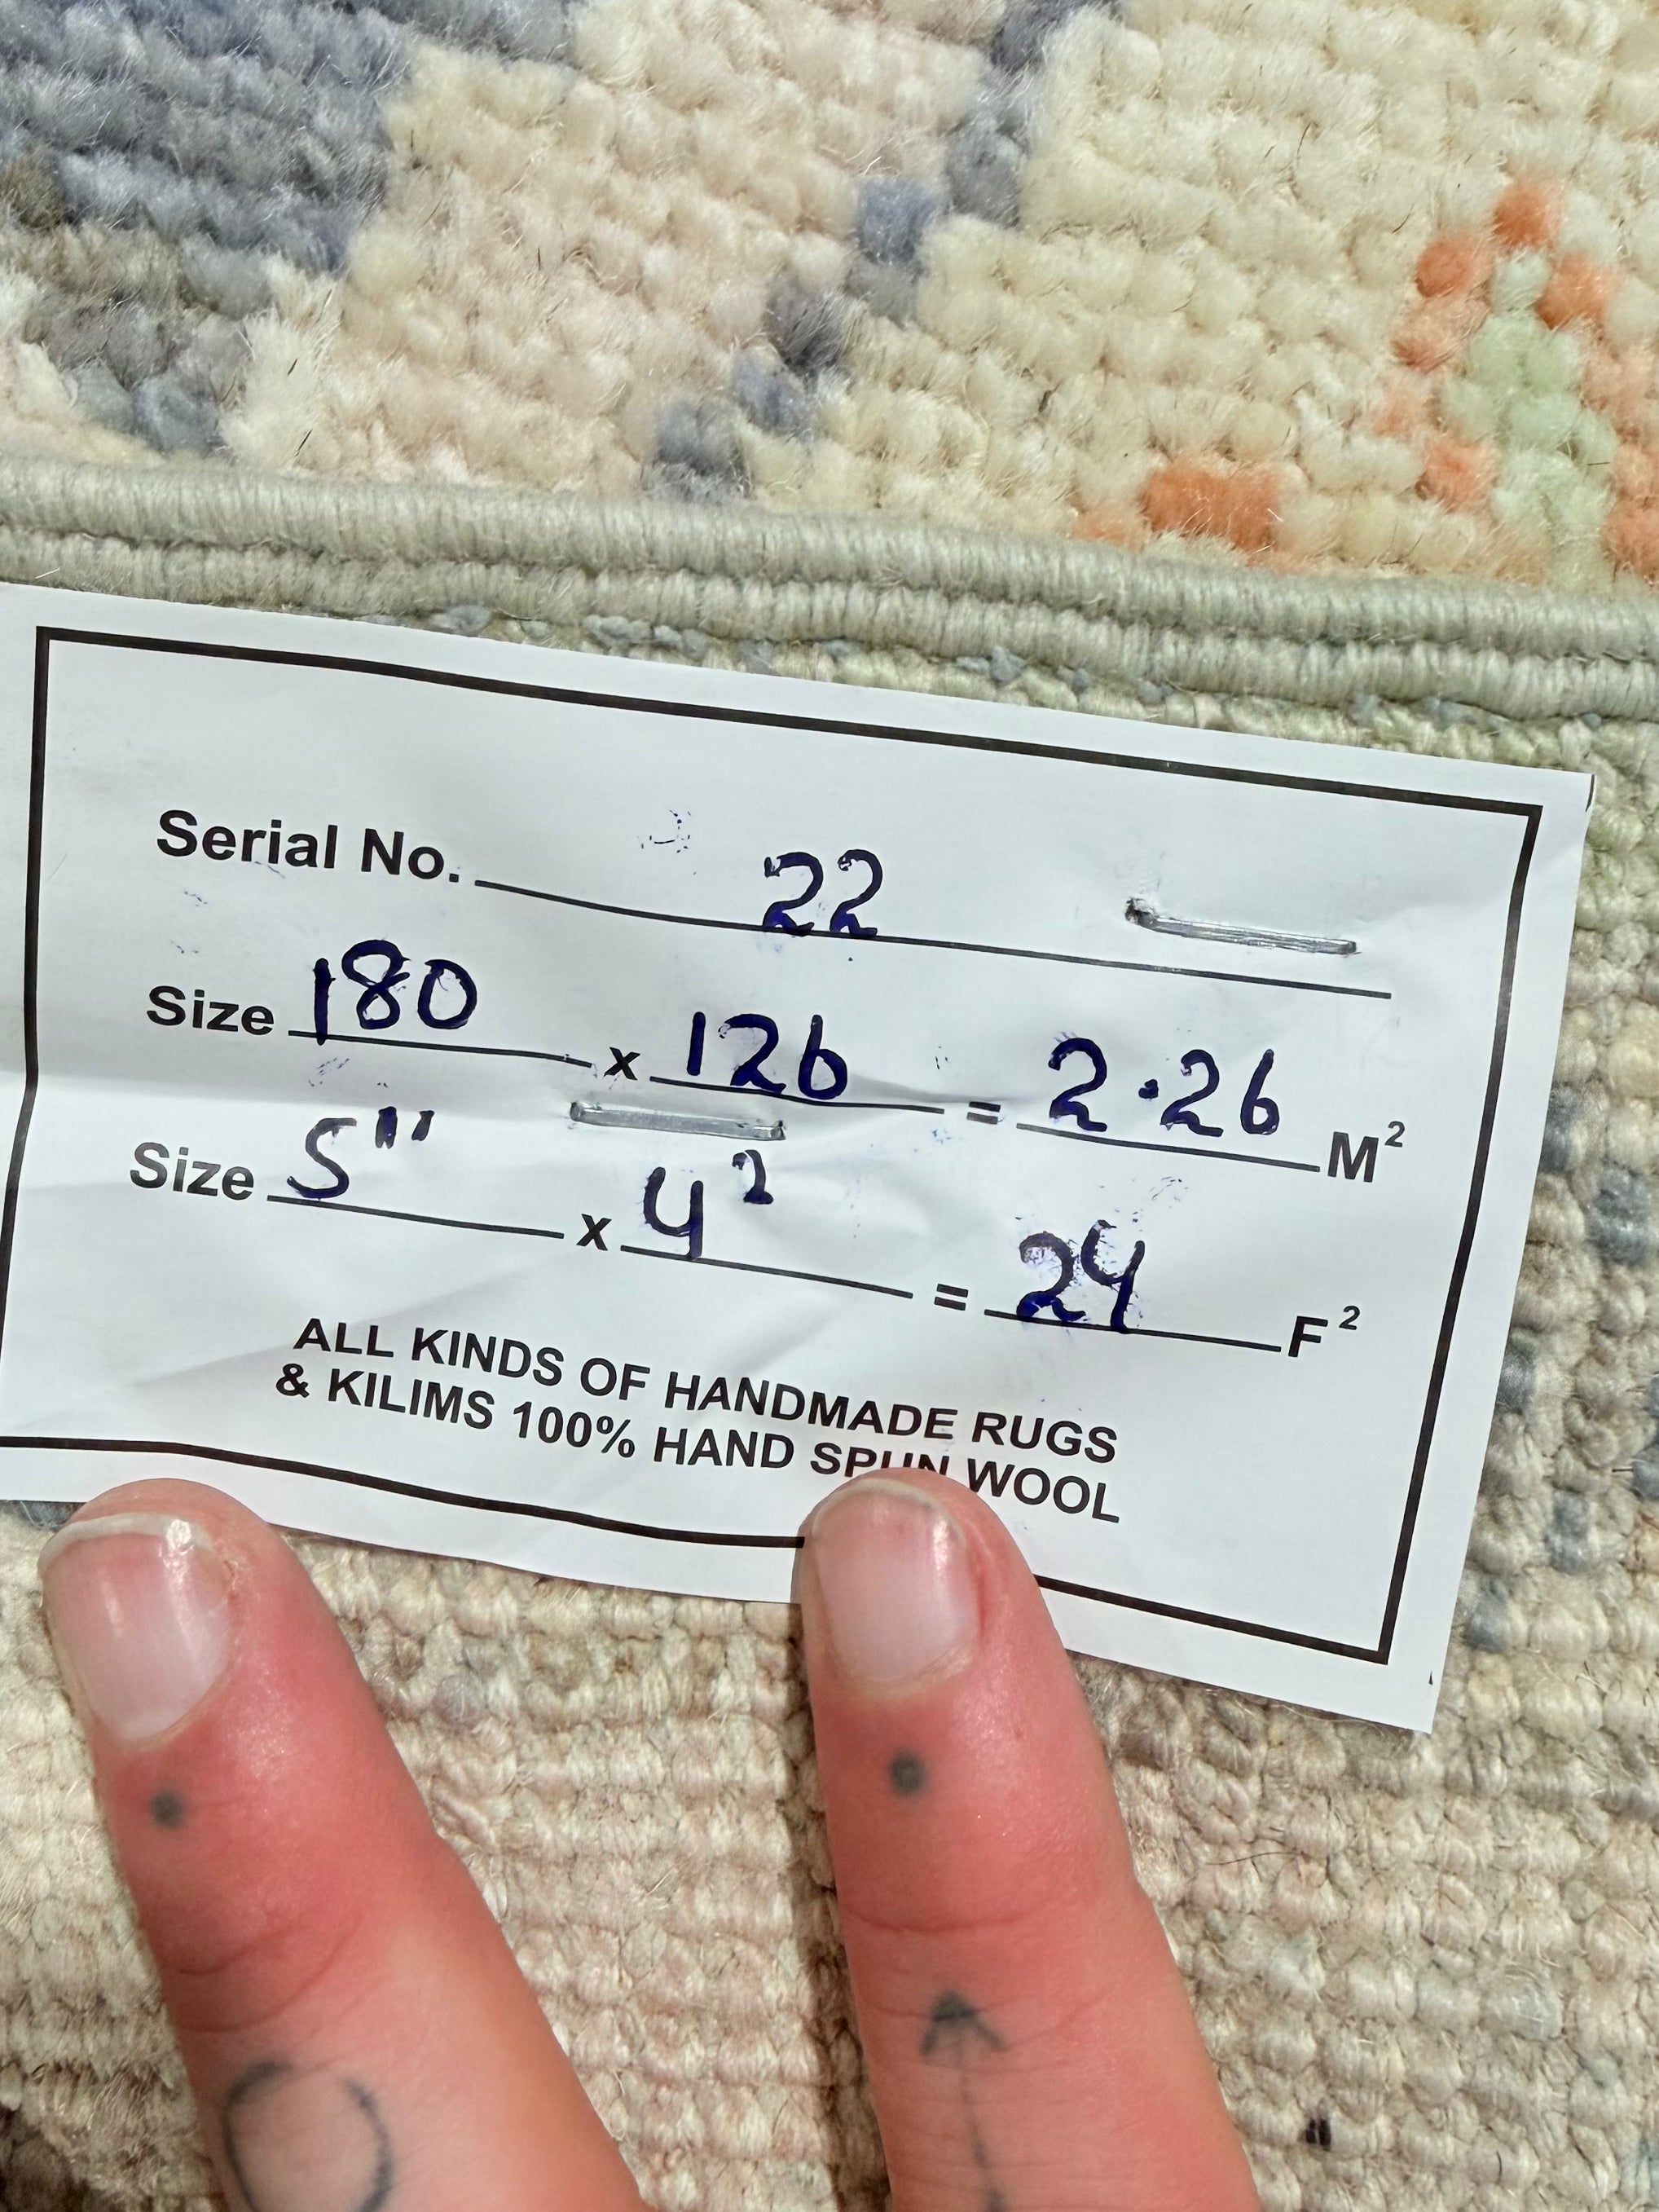 Serial No. 22
Size 180 x 126 = 2.26 M²
Size 5'' x 4² = 24 F²
ALL KINDS OF HANDMADE RUGS
& KILIMS 100% HAND SPUN WOOL